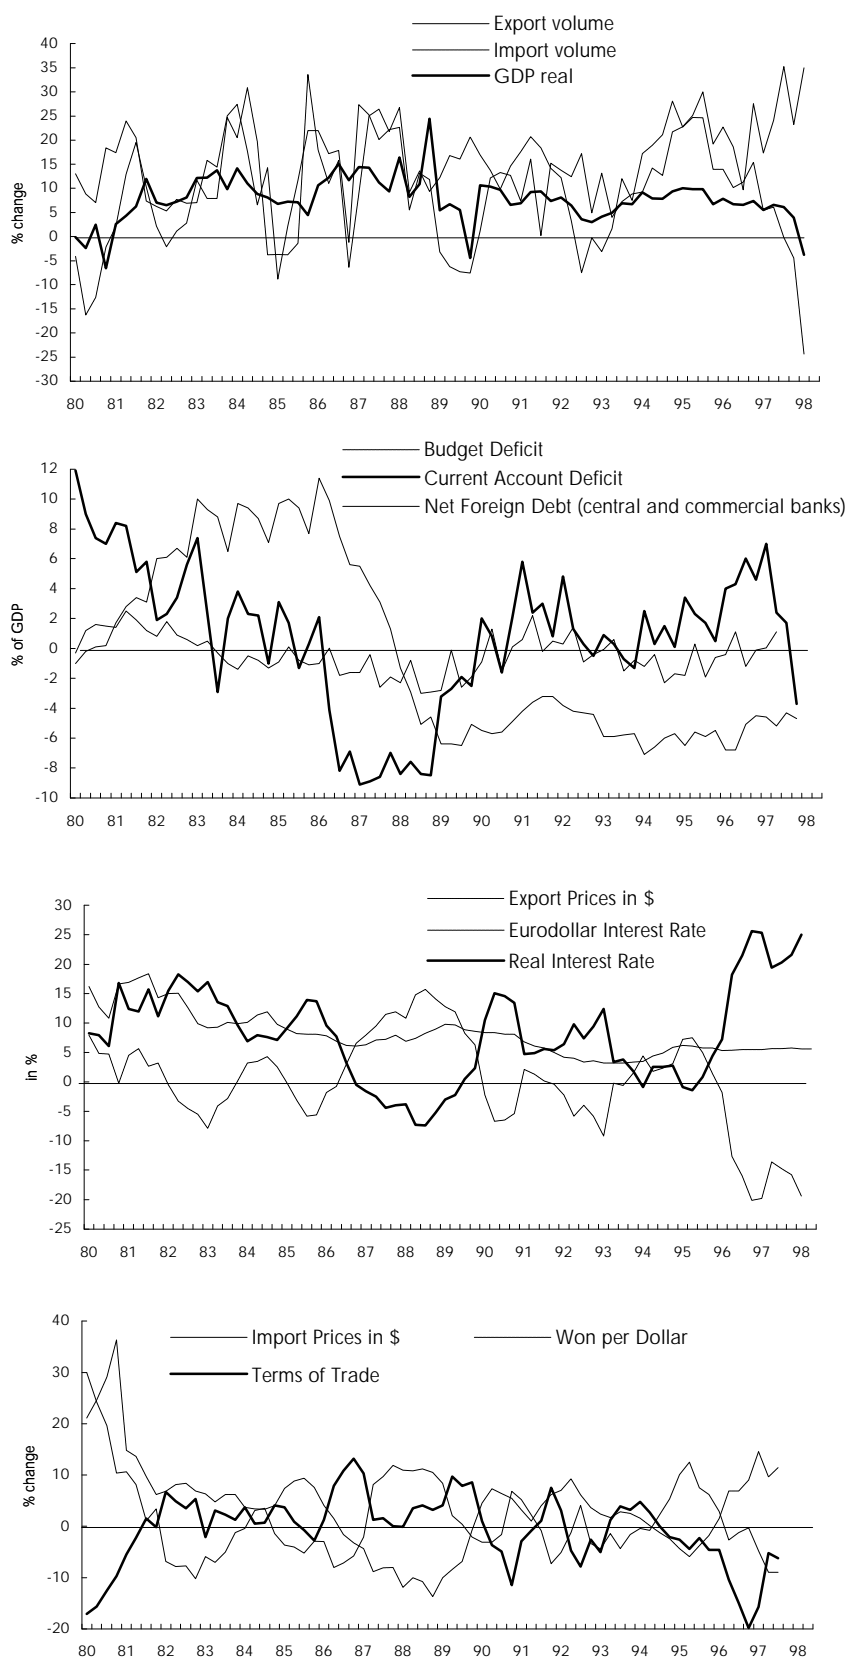 Export volume
Import volume
GDP real
40
35
30
25
20
15
10
5
0
-5
-10
-15
-20
-25
-30
% change
80 81 82 83 84 85 86 87 88 89 90 91 92 93 94 95 96 97 98
Budget Deficit
Current Account Deficit
Net Foreign Debt (central and commercial banks)
12
10
8
6
4
2
0
-2
-4
-6
-8
-10
% of GDP
80 81 82 83 84 85 86 87 88 89 90 91 92 93 94 95 96 97 98
Export Prices in $
Eurodollar Interest Rate
Real Interest Rate
30
25
20
15
10
5
0
-5
-10
-15
-20
-25
in %
80 81 82 83 84 85 86 87 88 89 90 91 92 93 94 95 96 97 98
Import Prices in $ Won per Dollar
Terms of Trade
40
30
20
10
0
-10
-20
% change
80 81 82 83 84 85 86 87 88 89 90 91 92 93 94 95 96 97 98